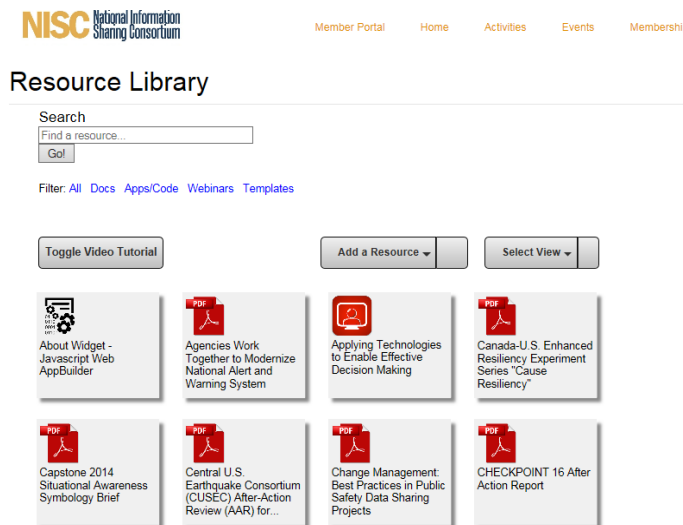 NISC National Information
Sharing Consortium
Member Portal Home Activities Events Membershi
Resource Library
Search
Find a resource...
Go!
Filter: All Docs Apps/Code Webinars Templates
Toggle Video Tutorial
Add a Resource
Select View
About Widget -
Javascript Web
AppBuilder
PDF
Agencies Work
Together to Modernize
National Alert and
Warning System
Applying Technologies
to Enable Effective
Decision Making
PDF
Canada-U.S. Enhanced
Resiliency Experiment
Series "Cause
Resiliency"
PDF
Capstone 2014
Situational Awareness
Symbology Brief
PDF
Central U.S.
Earthquake Consortium
(CUSEC) After-Action
Review (AAR) for...
PDF
Change Management:
Best Practices in Public
Safety Data Sharing
Projects
PDF
CHECKPOINT 16 After
Action Report